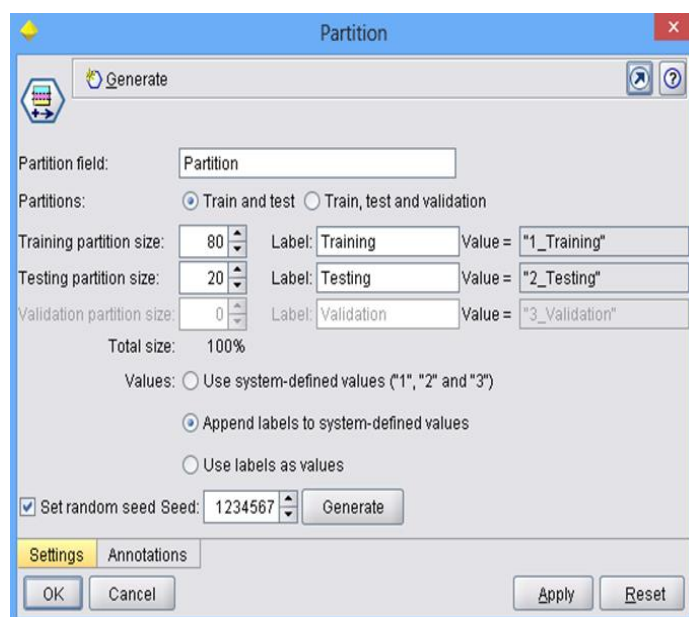 Partition
Generate
Partition field: Partition
Partitions: Train and test Train, test and validation
Training partition size: 80 Label: Training Value = "1_Training"
Testing partition size: 20 Label: Testing Value = "2_Testing"
Validation partition size: 0 Label: Validation Value = "3_Validation"
Total size: 100%
Values: Use system-defined values ("1", "2" and "3")
Append labels to system-defined values
Use labels as values
Set random seed Seed: 1234567 Generate
Settings Annotations
OK Cancel Apply Reset